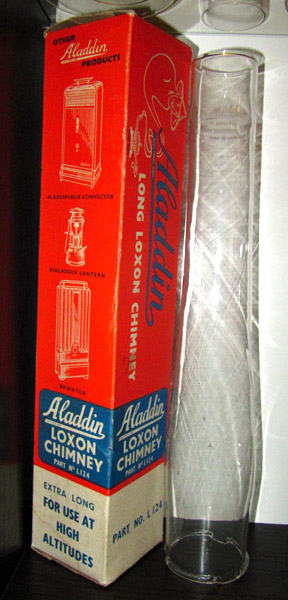 OTHER
Aladdin
PRODUCTS
ALADDINIQUE CONVECTOR
BIALADDIN LANTERN
RADIATOR
Aladdin
LOXON
CHIMNEY
PART Nº L124
EXTRA LONG
FOR USE AT
HIGH
ALTITUDES
Aladdin
LONG LOXON CHIMNEY
Aladdin
LOXON
CHIMNEY
PART Nº L124
PART NO. L124